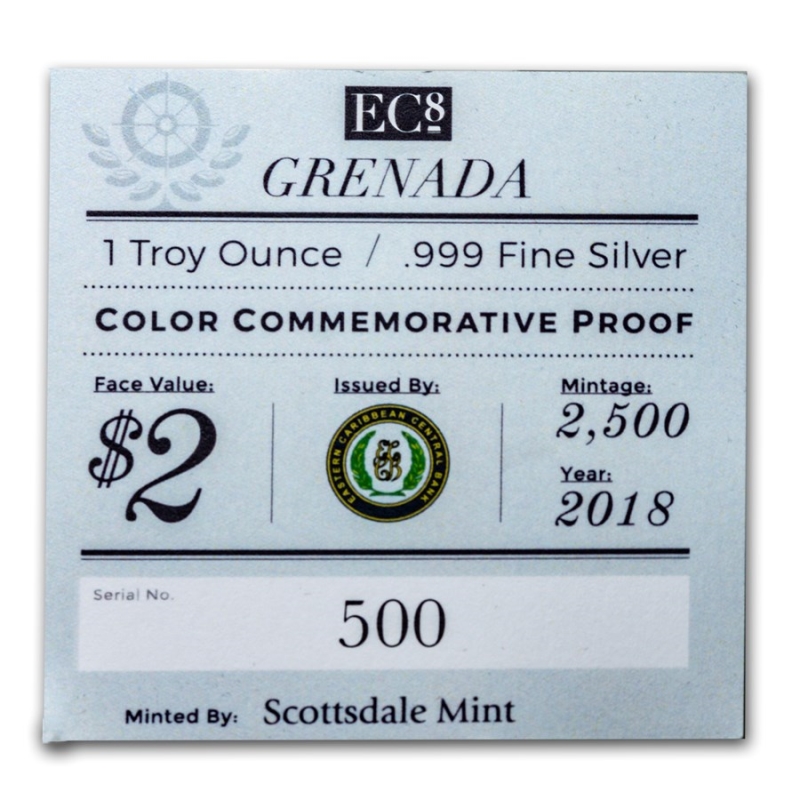 EC8
GRENADA
1 Troy Ounce / .999 Fine Silver
COLOR COMMEMORATIVE PROOF
Face Value:
$2
Issued By:
EASTERN CARIBBEAN CENTRAL BANK
Mintage:
2,500
Year:
2018
Serial No.
500
Minted By: Scottsdale Mint